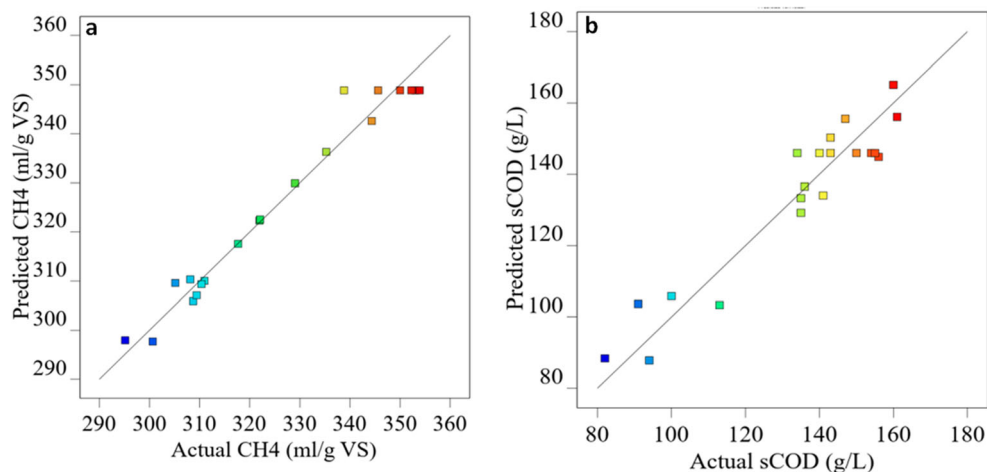 a
360
350
340
330
320
310
300
290
Predicted CH4 (ml/g VS)
290 300 310 320 330 340 350 360
Actual CH4 (ml/g VS)
b
180
160
140
120
100
80
Predicted sCOD (g/L)
80 100 120 140 160 180
Actual sCOD (g/L)